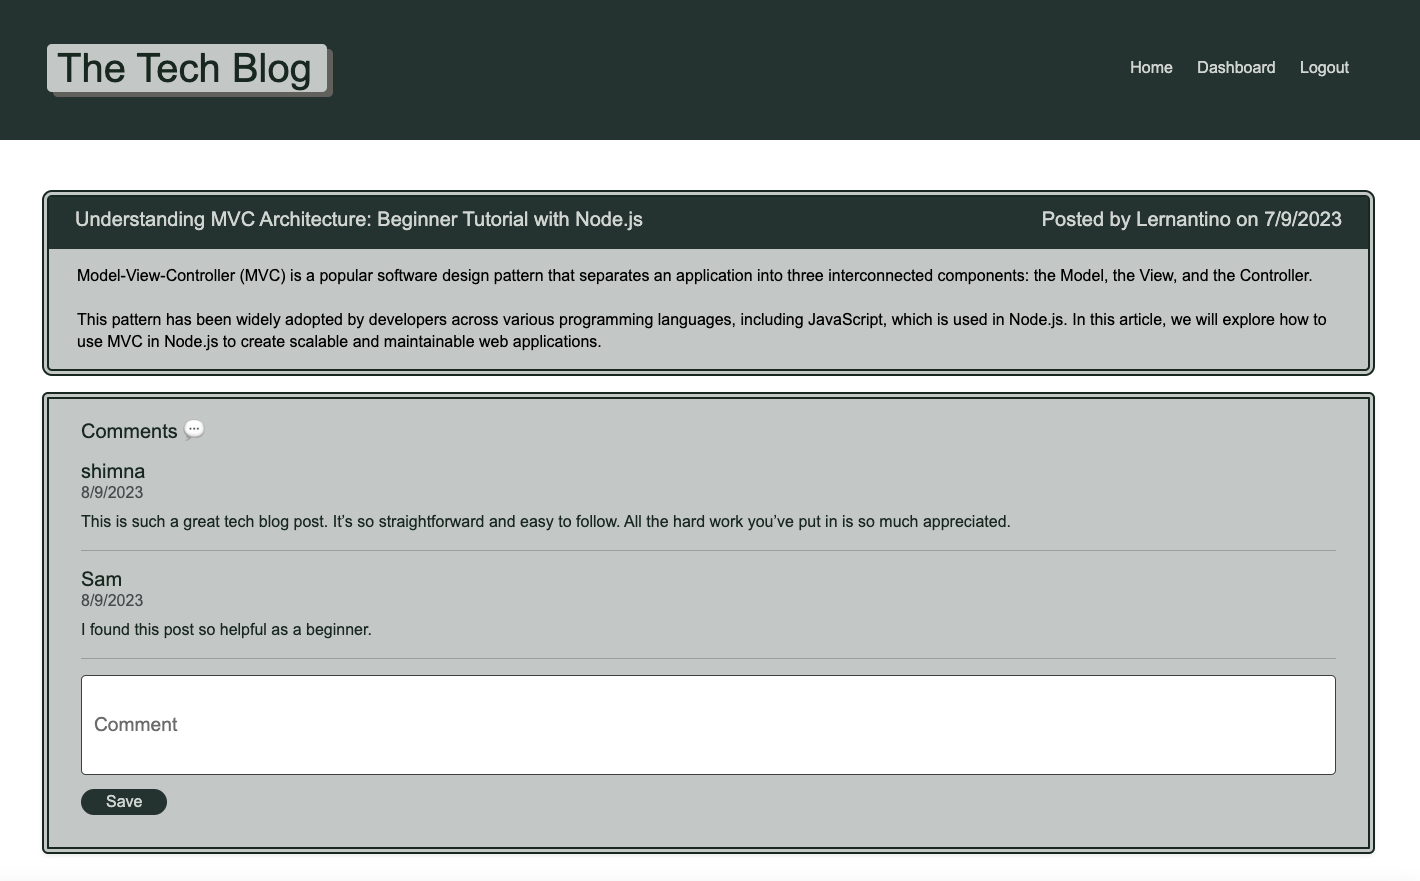 The Tech Blog
Home Dashboard Logout
Understanding MVC Architecture: Beginner Tutorial with Node.js
Posted by Lernantino on 7/9/2023
Model-View-Controller (MVC) is a popular software design pattern that separates an application into three interconnected components: the Model, the View, and the Controller.
This pattern has been widely adopted by developers across various programming languages, including JavaScript, which is used in Node.js. In this article, we will explore how to
use MVC in Node.js to create scalable and maintainable web applications.
Comments 💬
shimna
8/9/2023
This is such a great tech blog post. It’s so straightforward and easy to follow. All the hard work you’ve put in is so much appreciated.
Sam
8/9/2023
I found this post so helpful as a beginner.
Comment
Save